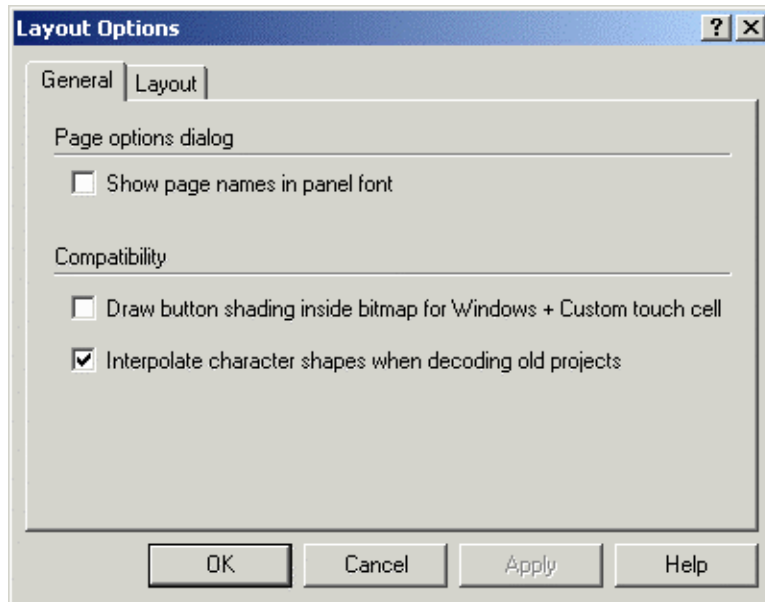 Layout Options
General Layout
Page options dialog
Show page names in panel font
Compatibility
Draw button shading inside bitmap for Windows + Custom touch cell
Interpolate character shapes when decoding old projects
OK Cancel Apply Help